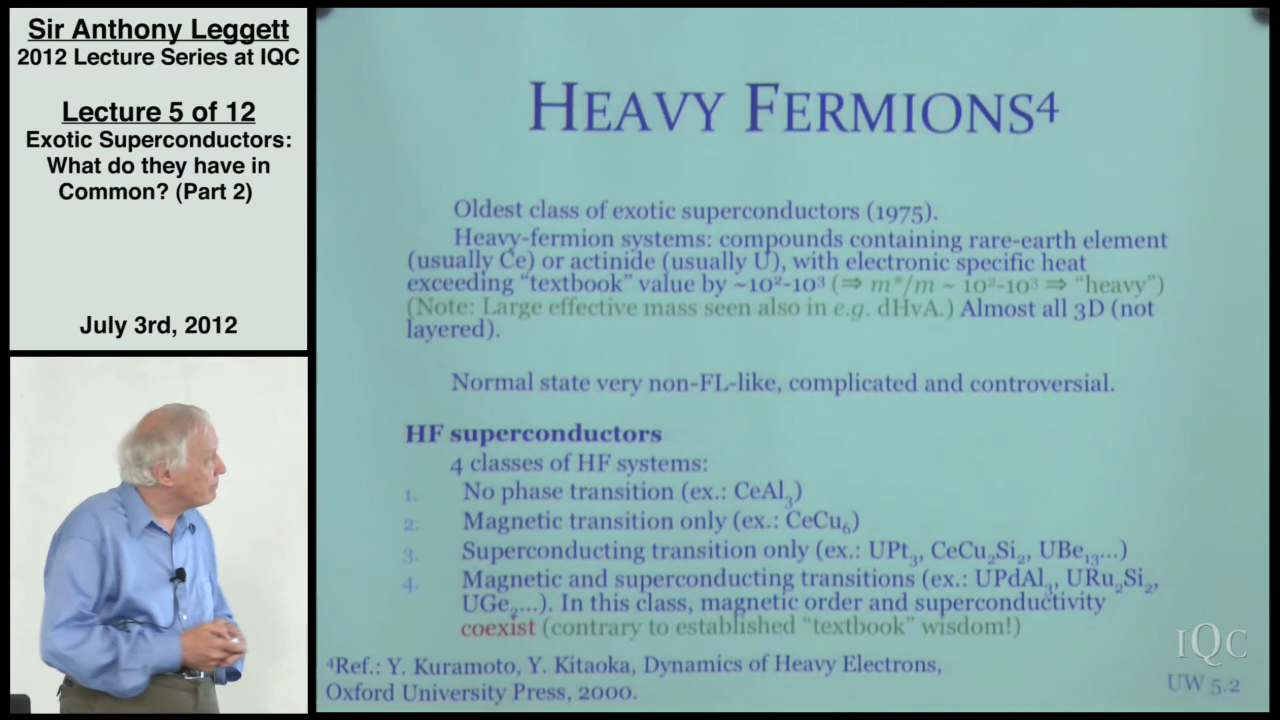 Sir Anthony Leggett
2012 Lecture Series at IQC
Lecture 5 of 12
Exotic Superconductors:
What do they have in
Common? (Part 2)
July 3rd, 2012
HEAVY FERMIONS⁴
Oldest class of exotic superconductors (1975).
Heavy-fermion systems: compounds containing rare-earth element
(usually Ce) or actinide (usually U), with electronic specific heat
exceeding “textbook” value by ~10²-10³ (⇒ m*/m ~ 10²-10³ ⇒ “heavy”)
(Note: Large effective mass seen also in e.g. dHvA.) Almost all 3D (not
layered).
Normal state very non-FL-like, complicated and controversial.
HF superconductors
4 classes of HF systems:
1. No phase transition (ex.: CeAl₃)
2. Magnetic transition only (ex.: CeCu₆)
3. Superconducting transition only (ex.: UPt₃, CeCu₂Si₂, UBe₁₃...)
4. Magnetic and superconducting transitions (ex.: UPdAl₃, URu₂Si₂,
UGe₂...). In this class, magnetic order and superconductivity
coexist (contrary to established “textbook” wisdom!)
⁴Ref.: Y. Kuramoto, Y. Kitaoka, Dynamics of Heavy Electrons,
Oxford University Press, 2000.
IQC
UW 5.2